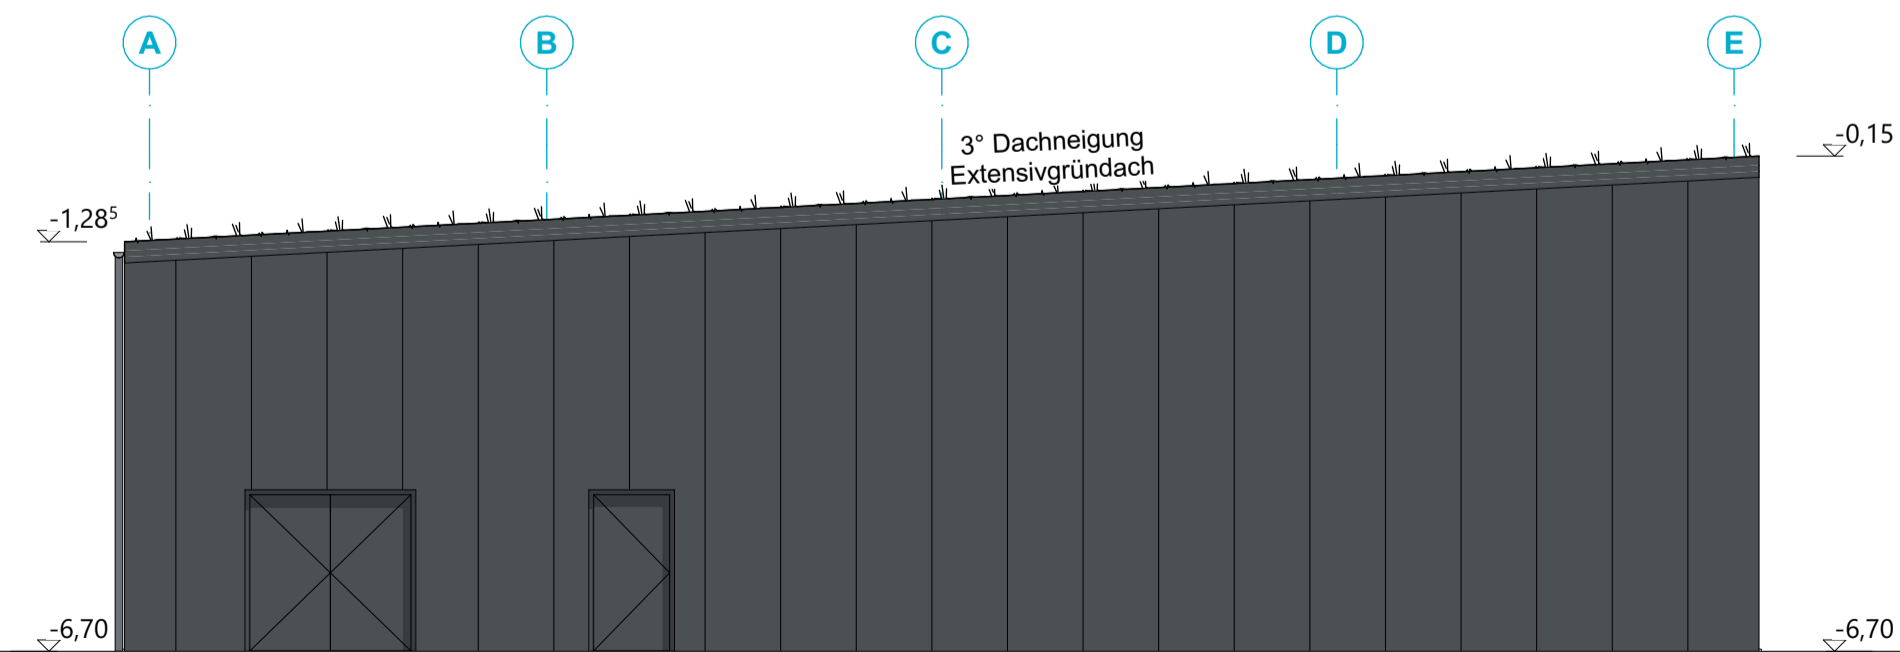 A
B
C
D
E
3° Dachneigung
Extensivgründach
-0,15
-1,28⁵
-6,70
-6,70